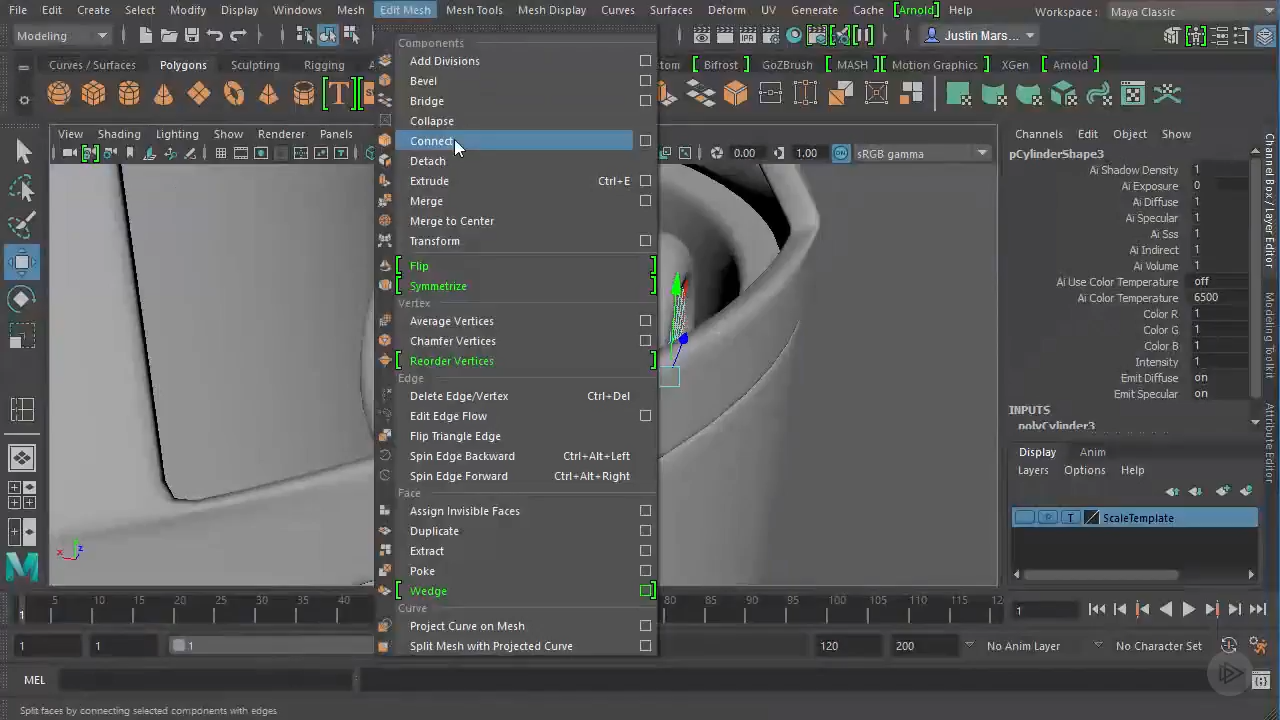 File Edit Create Select Modify Display Windows Mesh Edit Mesh Mesh Tools Mesh Display Curves Surfaces Deform UV Generate Cache [Arnold] Help Workspace: Maya Classic
Modeling Justin Mars...
Curves / Surfaces Polygons Sculpting Rigging tom Bifrost GoZBrush MASH Motion Graphics XGen Arnold
View Shading Lighting Show Renderer Panels
0.00 1.00 sRGB gamma
Components
Add Divisions
Bevel
Bridge
Collapse
Connect
Detach
Extrude Ctrl+E
Merge
Merge to Center
Transform
Flip
Symmetrize
Vertex
Average Vertices
Chamfer Vertices
Reorder Vertices
Edge
Delete Edge/Vertex Ctrl+Del
Edit Edge Flow
Flip Triangle Edge
Spin Edge Backward Ctrl+Alt+Left
Spin Edge Forward Ctrl+Alt+Right
Face
Assign Invisible Faces
Duplicate
Extract
Poke
Wedge
Curve
Project Curve on Mesh
Split Mesh with Projected Curve
Channels Edit Object Show
pCylinderShape3
Ai Shadow Density 1
Ai Exposure 0
Ai Diffuse 1
Ai Specular 1
Ai Sss 1
Ai Indirect 1
Ai Volume 1
Ai Use Color Temperature off
Ai Color Temperature 6500
Color R 1
Color G 1
Color B 1
Intensity 1
Emit Diffuse on
Emit Specular on
INPUTS
polyCylinder3
Display Anim
Layers Options Help
T ScaleTemplate
Channel Box / Layer Editor
Modeling Toolkit
Attribute Editor
x z
1 5 10 15 20 25 30 35 40 80 85 90 95 100 105 110 115 12 1
1 1 1 120 200 No Anim Layer No Character Set
MEL
Split faces by connecting selected components with edges